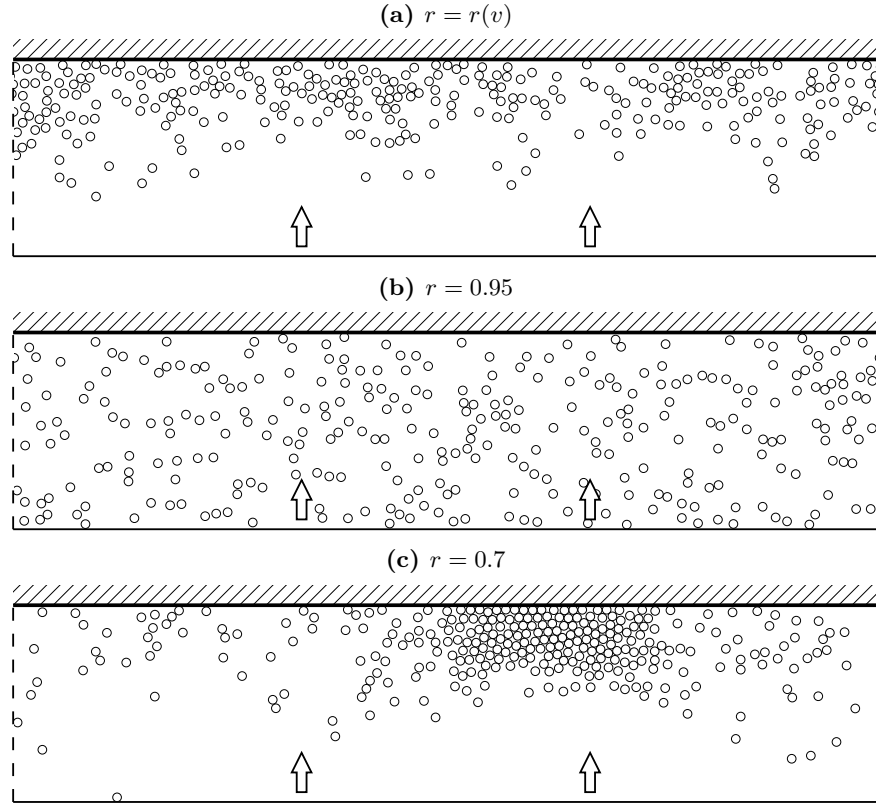 (a) r = r(v)
(b) r = 0.95
(c) r = 0.7